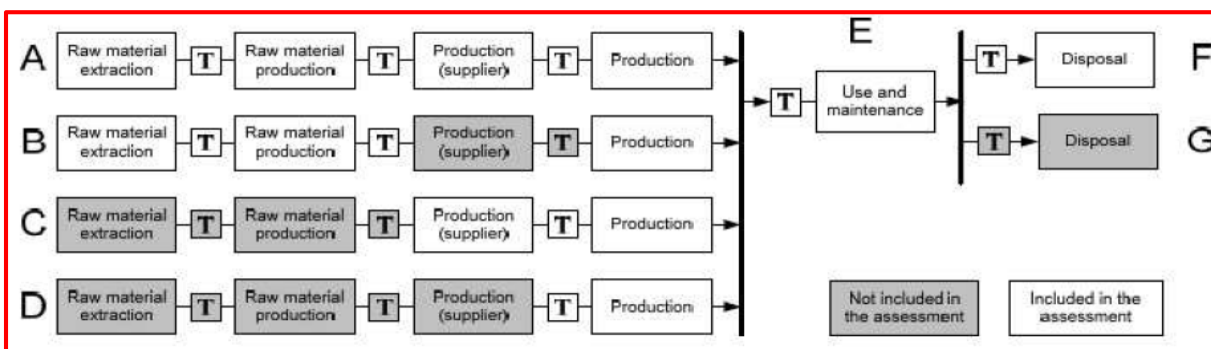 A
Raw material
extraction
T
Raw material
production
T
Production
(supplier)
T
Production
E
T
Use and
maintenance
T
Disposal
F
B
Raw material
extraction
T
Raw material
production
T
Production
(supplier)
T
Production
T
Disposal
G
C
Raw material
extraction
T
Raw material
production
T
Production
(supplier)
T
Production
D
Raw material
extraction
T
Raw material
production
T
Production
(supplier)
T
Production
Not included in
the assessment
Included in the
assessment